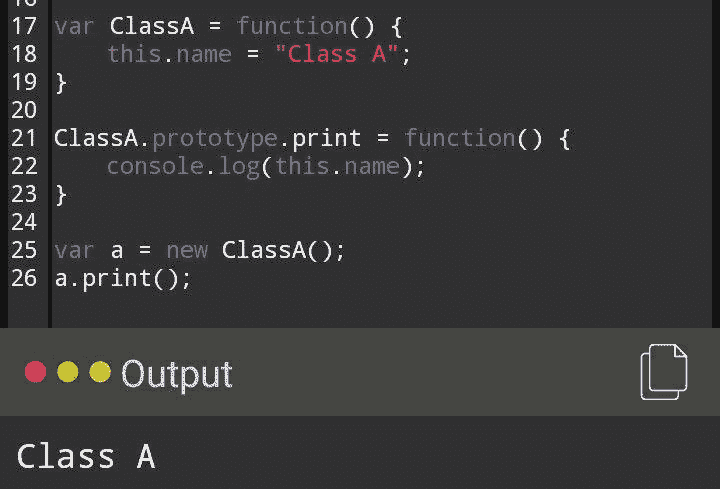 17 var ClassA = function() {
18     this.name = "Class A";
19 }
20
21 ClassA.prototype.print = function() {
22     console.log(this.name);
23 }
24
25 var a = new ClassA();
26 a.print();
Output
Class A